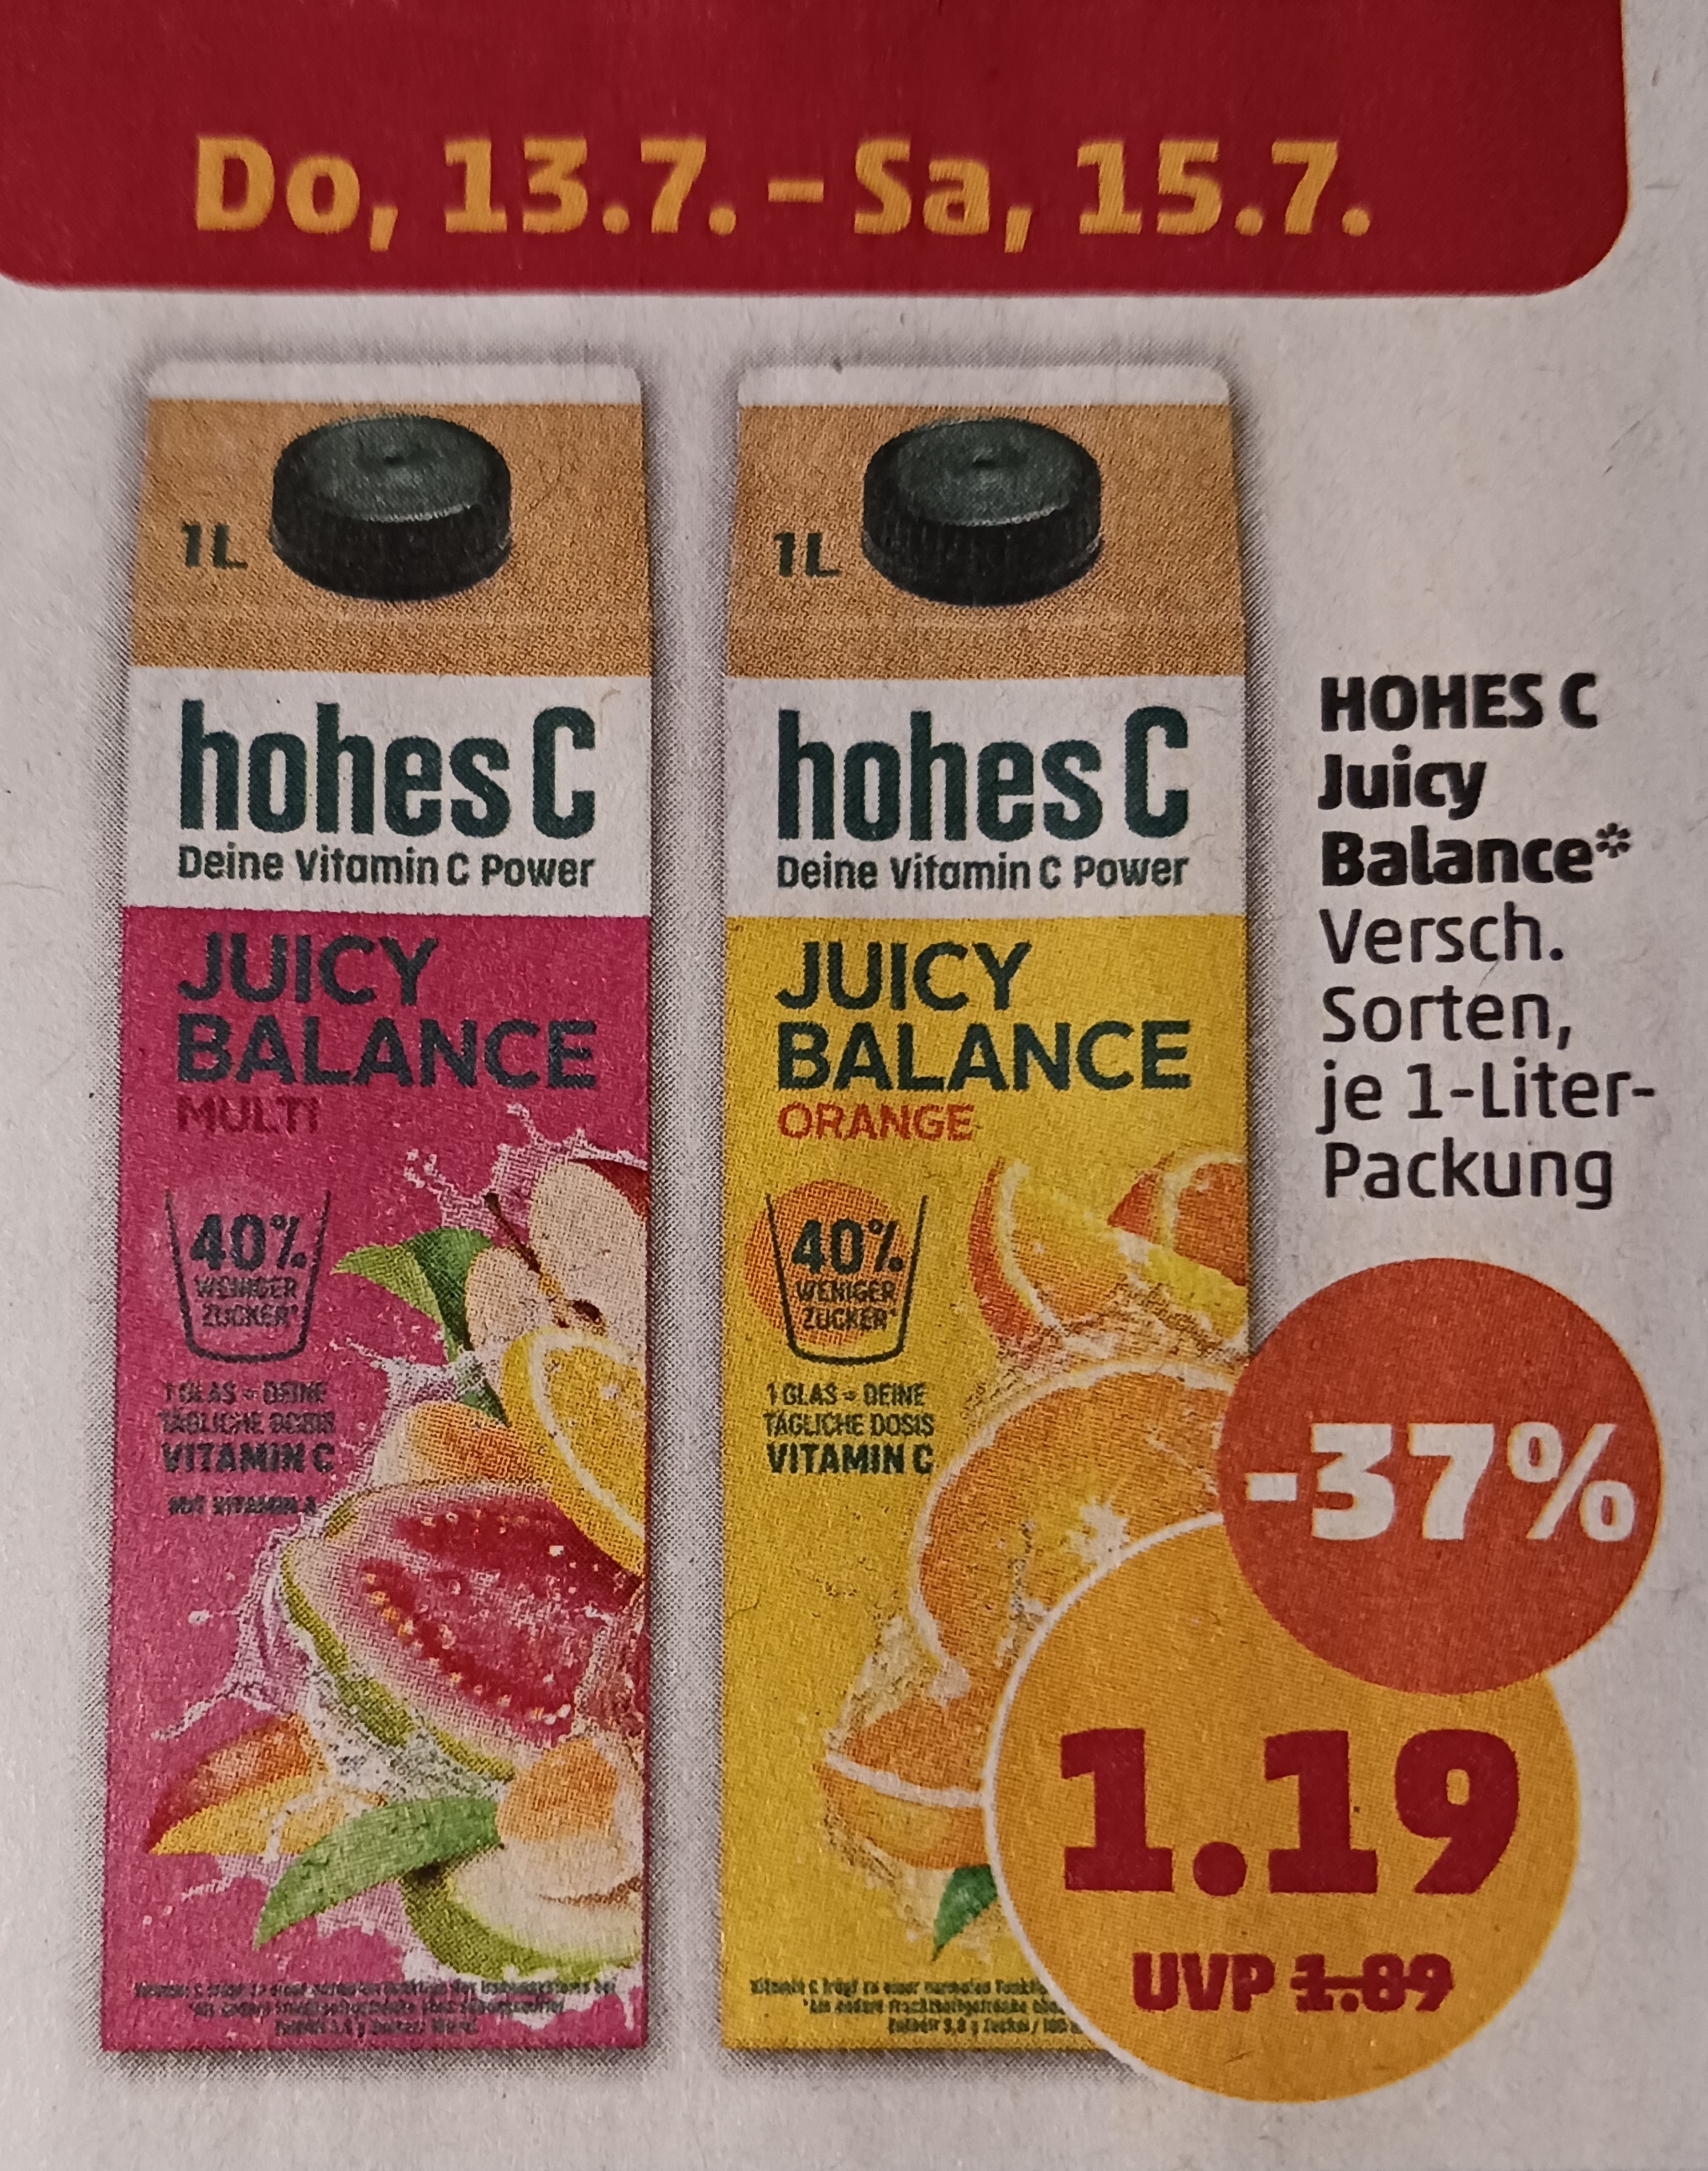 Do, 13.7. – Sa, 15.7.
1L
hohes C
Deine Vitamin C Power
JUICY
BALANCE
MULTI
40%
WENIGER
ZUCKER*
1 GLAS = DEINE
TÄGLICHE DOSIS
VITAMIN C
MIT VITAMIN A
1L
hohes C
Deine Vitamin C Power
JUICY
BALANCE
ORANGE
40%
WENIGER
ZUCKER*
1 GLAS = DEINE
TÄGLICHE DOSIS
VITAMIN C
HOHES C
Juicy
Balance*
Versch.
Sorten,
je 1-Liter-
Packung
-37%
1.19
UVP 1.89